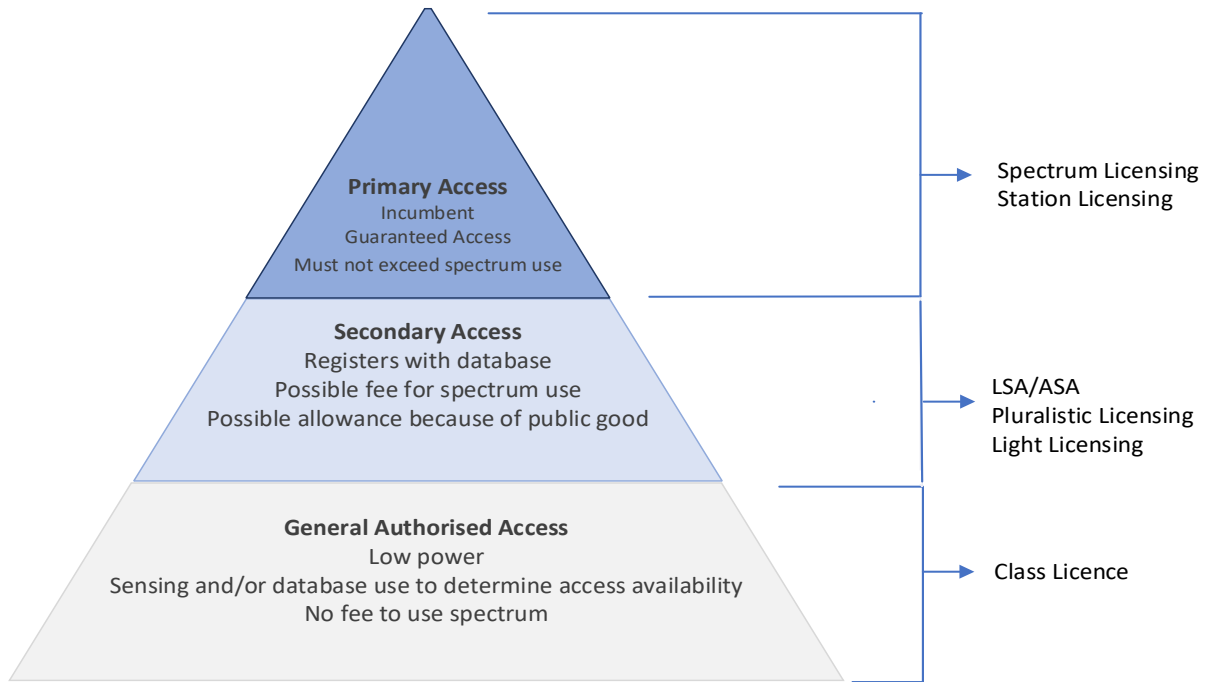 Primary Access
Incumbent
Guaranteed Access
Must not exceed spectrum use
Spectrum Licensing
Station Licensing
Secondary Access
Registers with database
Possible fee for spectrum use
Possible allowance because of public good
LSA/ASA
Pluralistic Licensing
Light Licensing
General Authorised Access
Low power
Sensing and/or database use to determine access availability
No fee to use spectrum
Class Licence